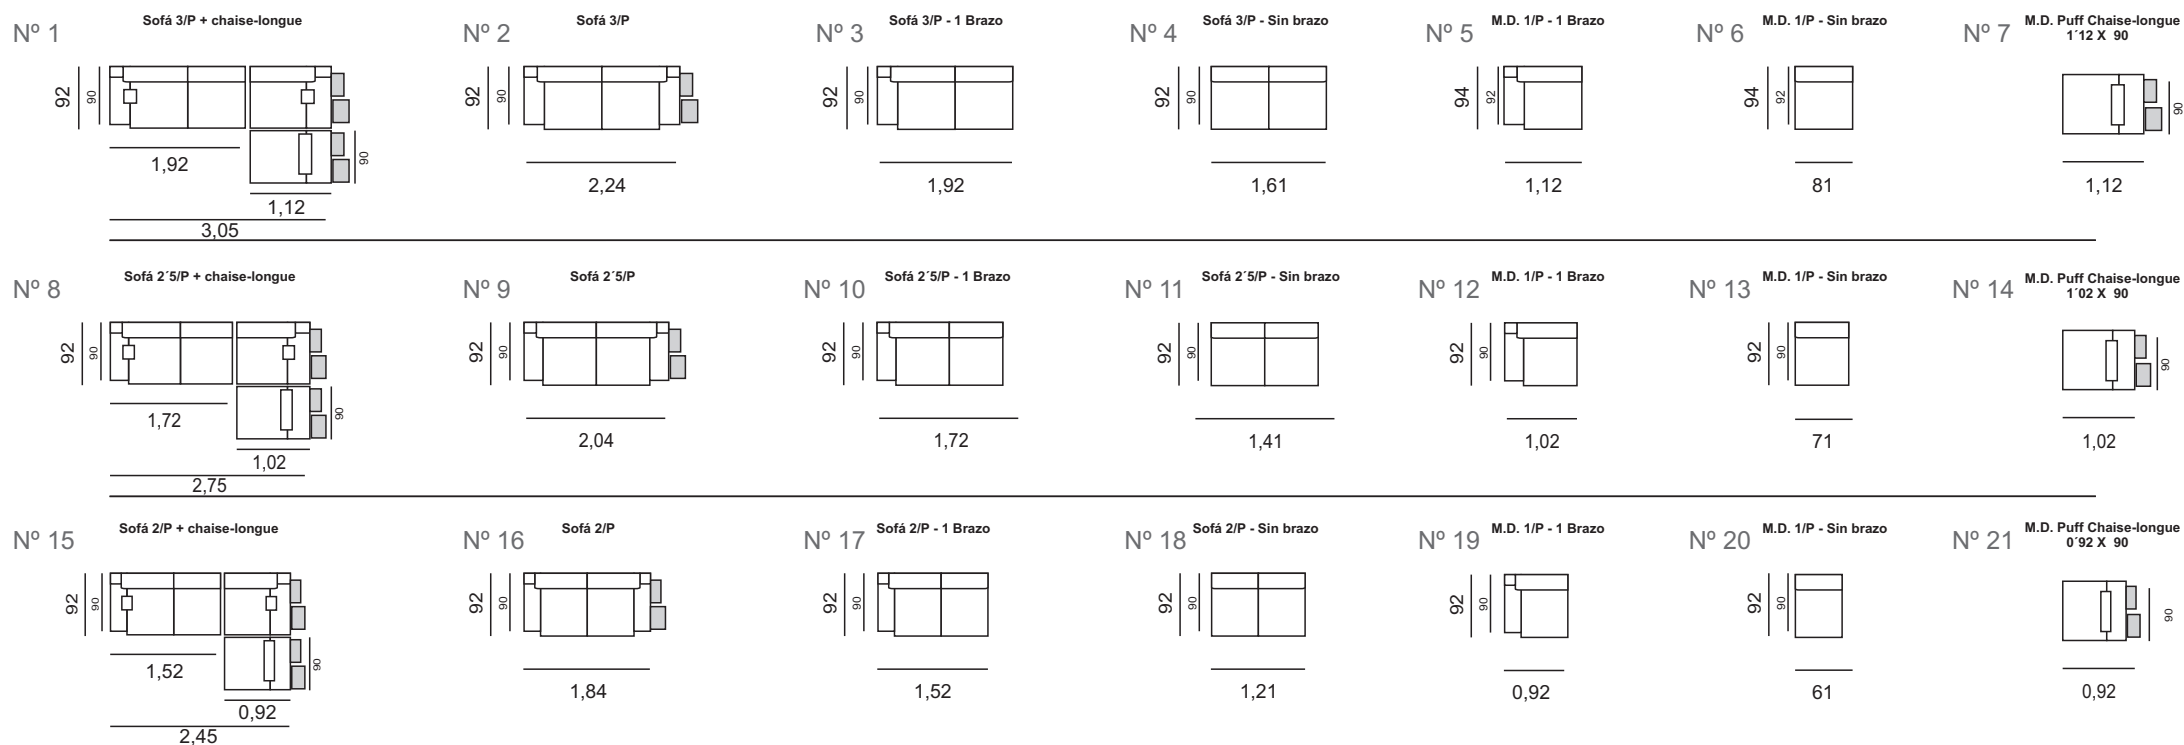 Nº 1
Sofá 3/P + chaise-longue
92
90
1,92
90
1,12
3,05
Nº 2
Sofá 3/P
92
90
2,24
Nº 3
Sofá 3/P - 1 Brazo
92
90
1,92
Nº 4
Sofá 3/P - Sin brazo
92
90
1,61
Nº 5
M.D. 1/P - 1 Brazo
94
92
1,12
Nº 6
M.D. 1/P - Sin brazo
94
92
81
Nº 7
M.D. Puff Chaise-longue
1´12 X 90
90
1,12
Nº 8
Sofá 2´5/P + chaise-longue
92
90
1,72
90
1,02
2,75
Nº 9
Sofá 2´5/P
92
90
2,04
Nº 10
Sofá 2´5/P - 1 Brazo
92
90
1,72
Nº 11
Sofá 2´5/P - Sin brazo
92
90
1,41
Nº 12
M.D. 1/P - 1 Brazo
92
90
1,02
Nº 13
M.D. 1/P - Sin brazo
92
90
71
Nº 14
M.D. Puff Chaise-longue
1´02 X 90
90
1,02
Nº 15
Sofá 2/P + chaise-longue
92
90
1,52
90
0,92
2,45
Nº 16
Sofá 2/P
92
90
1,84
Nº 17
Sofá 2/P - 1 Brazo
92
90
1,52
Nº 18
Sofá 2/P - Sin brazo
92
90
1,21
Nº 19
M.D. 1/P - 1 Brazo
92
90
0,92
Nº 20
M.D. 1/P - Sin brazo
92
90
61
Nº 21
M.D. Puff Chaise-longue
0´92 X 90
90
0,92